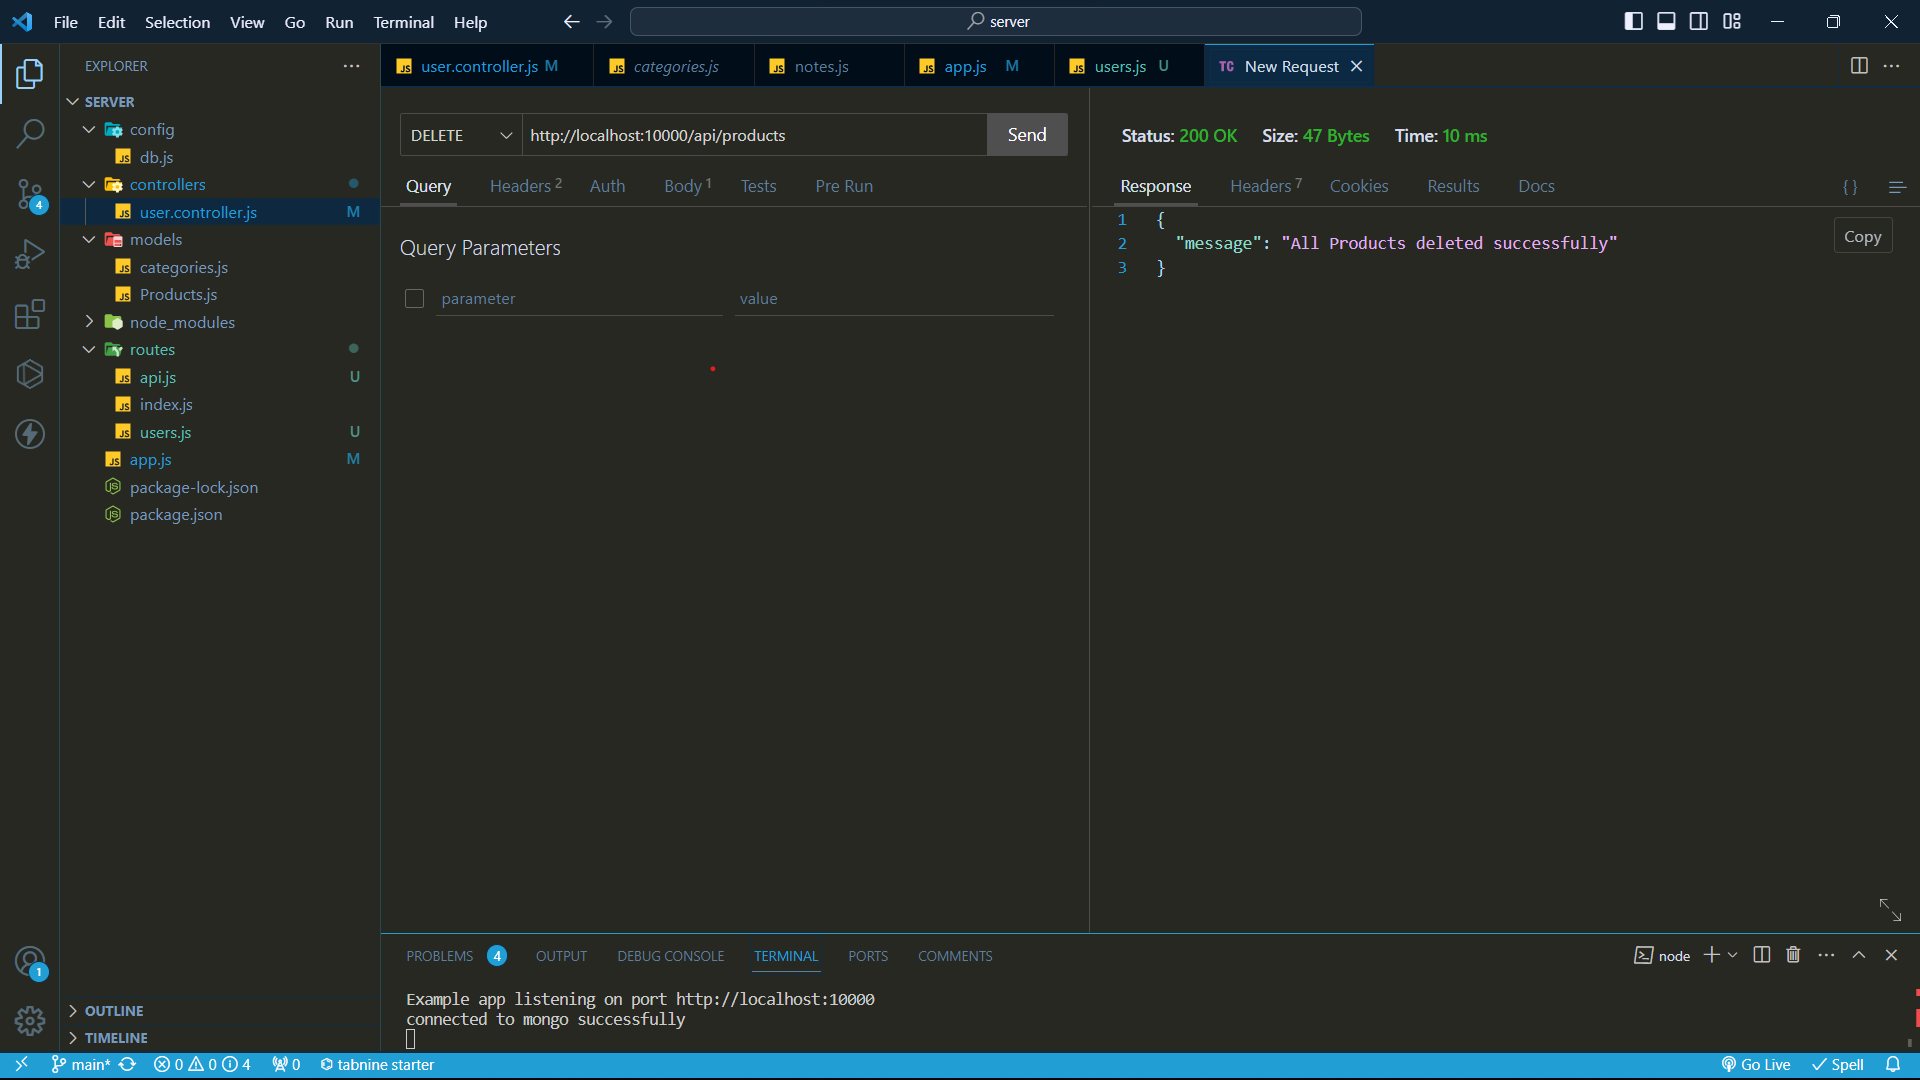 File Edit Selection View Go Run Terminal Help
server
EXPLORER
SERVER
config
db.js
controllers
user.controller.js M
models
categories.js
Products.js
node_modules
routes
api.js U
index.js
users.js U
app.js M
package-lock.json
package.json
OUTLINE
TIMELINE
4
1
user.controller.js M
categories.js
notes.js
app.js M
users.js U
TC New Request
DELETE http://localhost:10000/api/products Send
Query Headers 2 Auth Body 1 Tests Pre Run
Query Parameters
parameter value
Status: 200 OK Size: 47 Bytes Time: 10 ms
Response Headers 7 Cookies Results Docs {}
1 {
2 "message": "All Products deleted successfully"
3 }
Copy
PROBLEMS 4 OUTPUT DEBUG CONSOLE TERMINAL PORTS COMMENTS
node
Example app listening on port http://localhost:10000
connected to mongo successfully
main* 0 0 4 0 tabnine starter
Go Live Spell